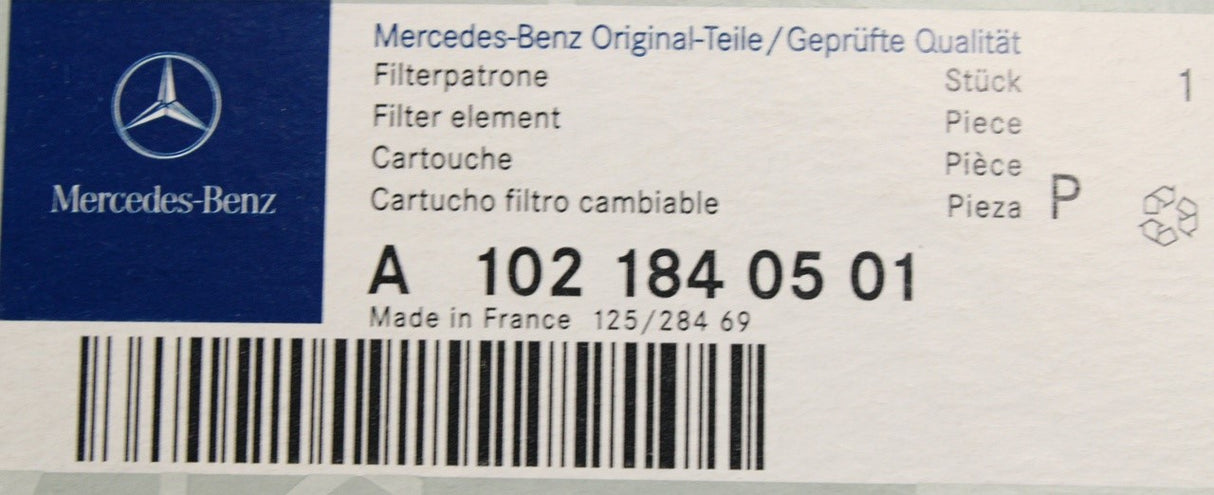 Mercedes-Benz
Mercedes-Benz Original-Teile/Geprüfte Qualität
Filterpatrone Stück 1
Filter element Piece
Cartouche Pièce
Cartucho filtro cambiable Pieza P
A 102 184 05 01
Made in France 125/284 69